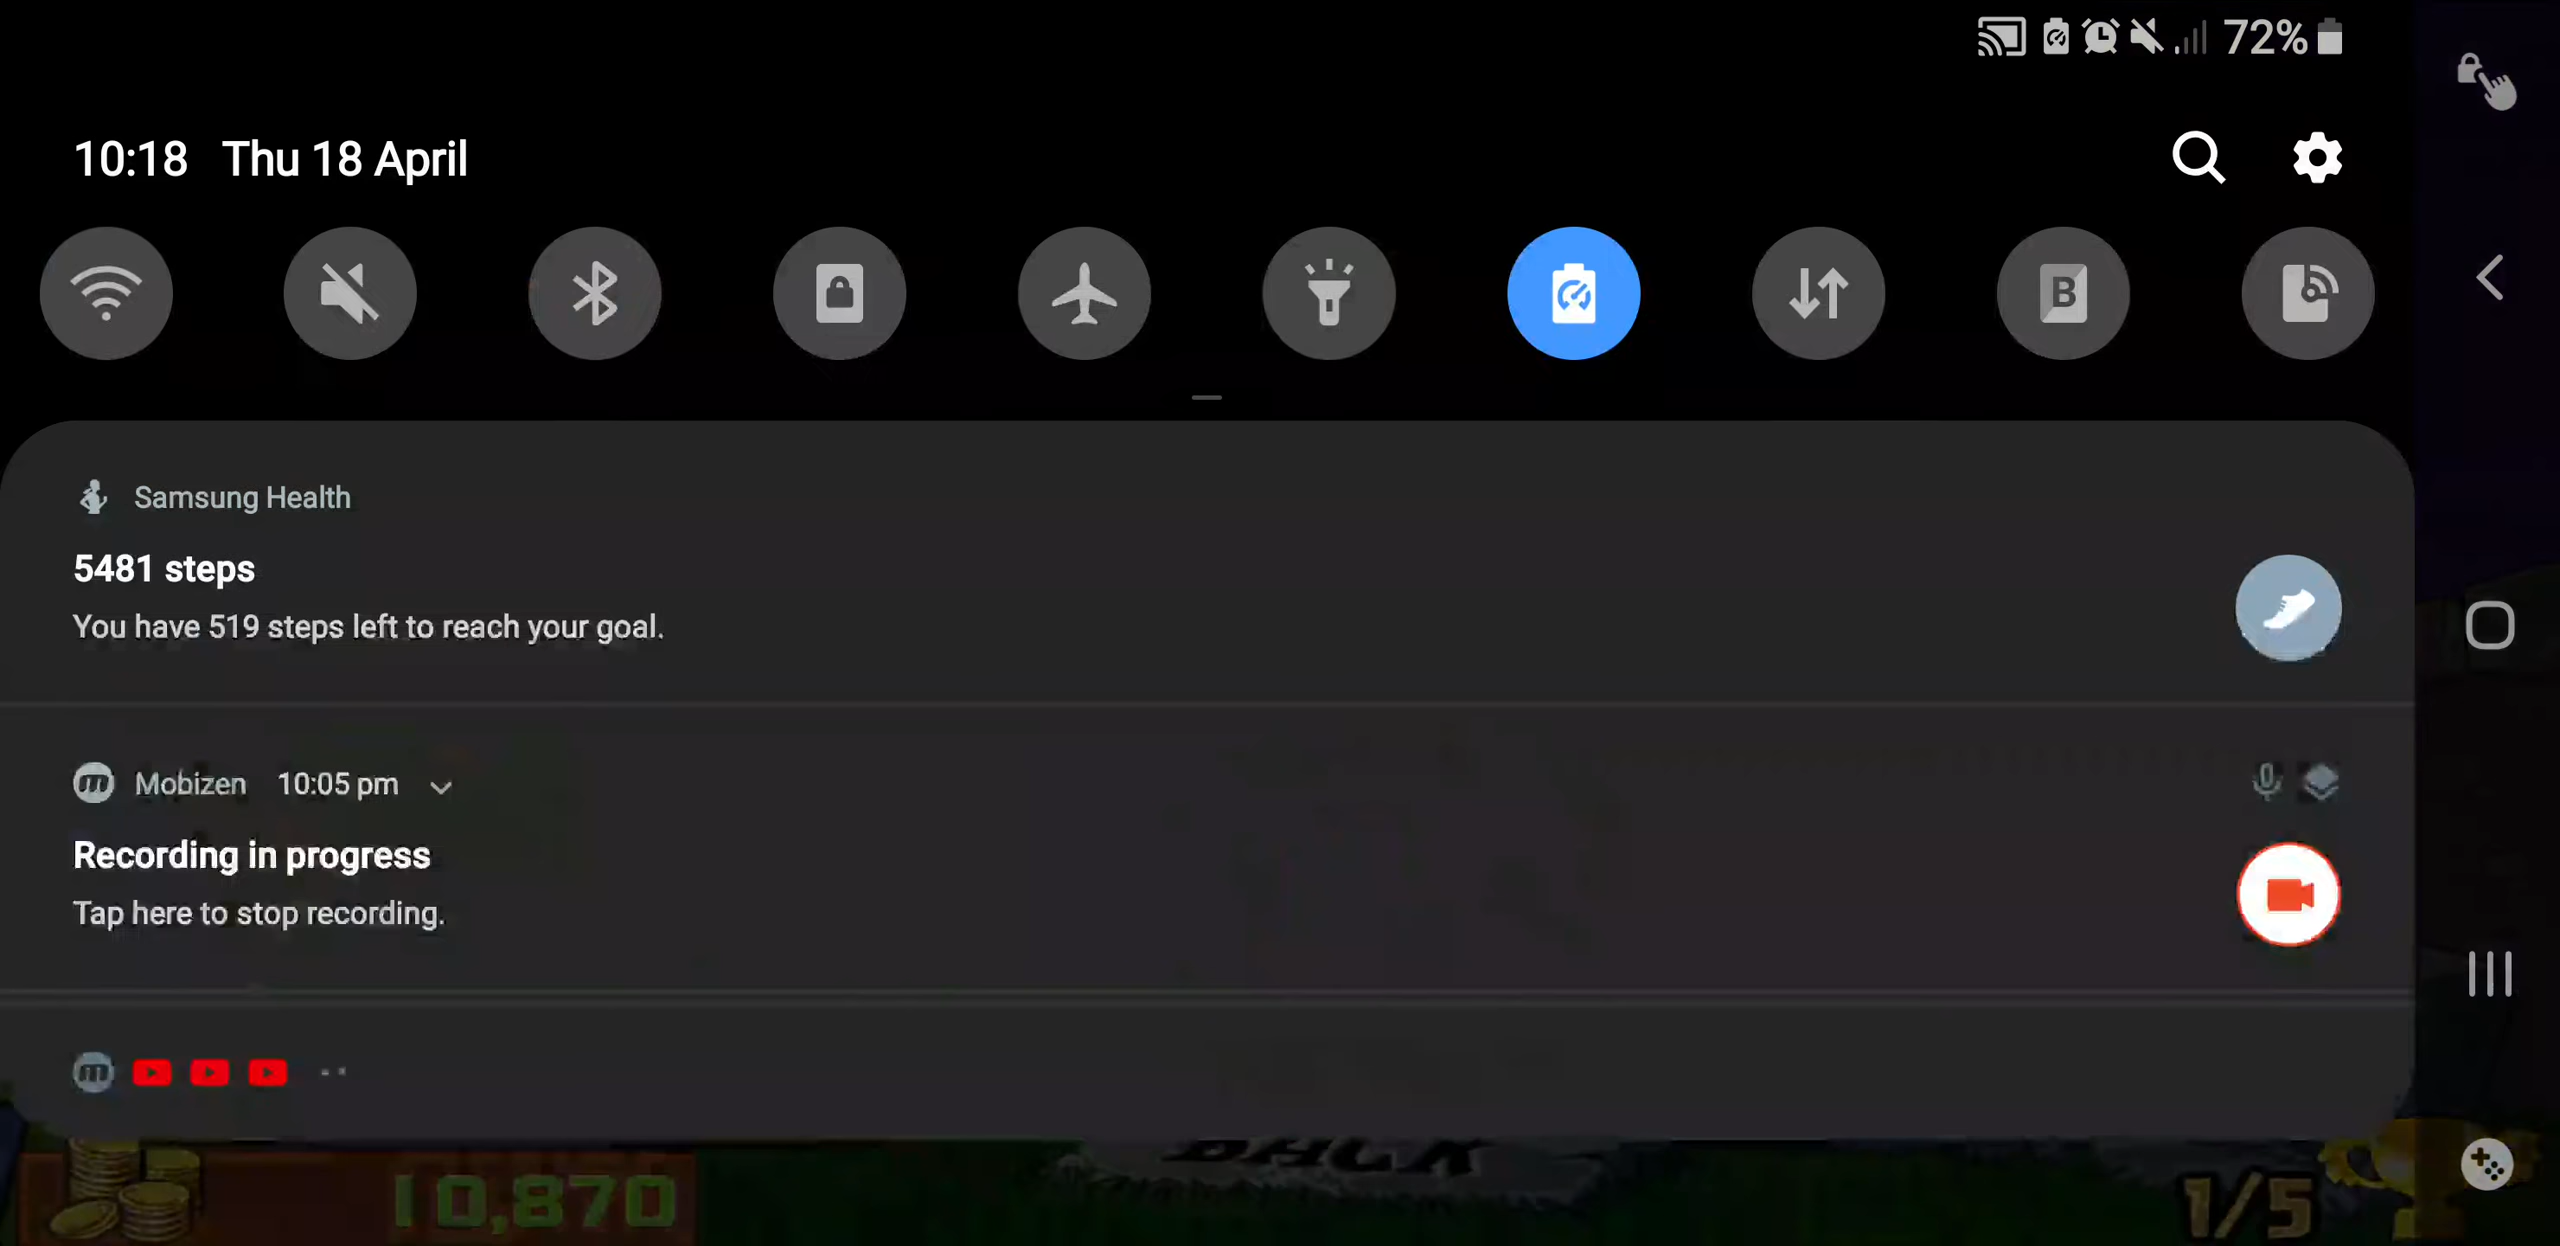 72%
10:18 Thu 18 April
B
Samsung Health
5481 steps
You have 519 steps left to reach your goal.
m Mobizen 10:05 pm
Recording in progress
Tap here to stop recording.
m
BACK
10,870
1/5